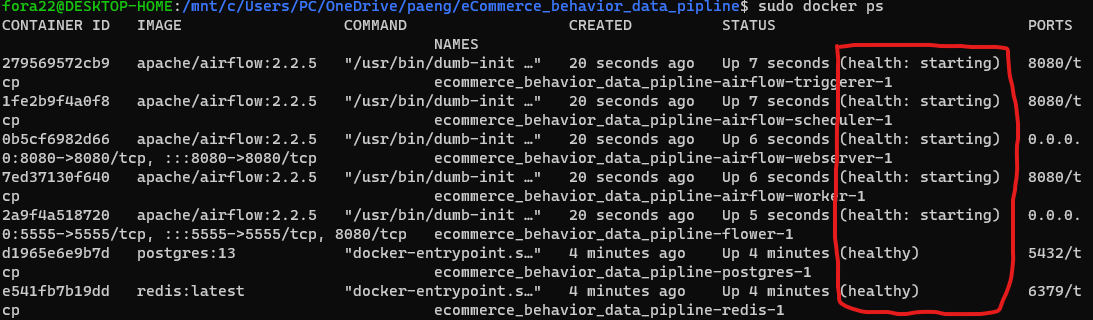 fora22@DESKTOP-HOME:/mnt/c/Users/PC/OneDrive/paeng/eCommerce_behavior_data_pipline$ sudo docker ps
CONTAINER ID   IMAGE                  COMMAND                  CREATED          STATUS                             PORTS
                                      NAMES
279569572cb9   apache/airflow:2.2.5   "/usr/bin/dumb-init …"   20 seconds ago   Up 7 seconds (health: starting)   8080/t
cp                                    ecommerce_behavior_data_pipline-airflow-triggerer-1
1fe2b9f4a0f8   apache/airflow:2.2.5   "/usr/bin/dumb-init …"   20 seconds ago   Up 7 seconds (health: starting)   8080/t
cp                                    ecommerce_behavior_data_pipline-airflow-scheduler-1
0b5cf6982d66   apache/airflow:2.2.5   "/usr/bin/dumb-init …"   20 seconds ago   Up 6 seconds (health: starting)   0.0.0.
0:8080->8080/tcp, :::8080->8080/tcp   ecommerce_behavior_data_pipline-airflow-webserver-1
7ed37130f640   apache/airflow:2.2.5   "/usr/bin/dumb-init …"   20 seconds ago   Up 6 seconds (health: starting)   8080/t
cp                                    ecommerce_behavior_data_pipline-airflow-worker-1
2a9f4a518720   apache/airflow:2.2.5   "/usr/bin/dumb-init …"   20 seconds ago   Up 5 seconds (health: starting)   0.0.0.
0:5555->5555/tcp, :::5555->5555/tcp, 8080/tcp   ecommerce_behavior_data_pipline-flower-1
d1965e6e9b7d   postgres:13            "docker-entrypoint.s…"   4 minutes ago    Up 4 minutes (healthy)            5432/t
cp                                    ecommerce_behavior_data_pipline-postgres-1
e541fb7b19dd   redis:latest           "docker-entrypoint.s…"   4 minutes ago    Up 4 minutes (healthy)            6379/t
cp                                    ecommerce_behavior_data_pipline-redis-1